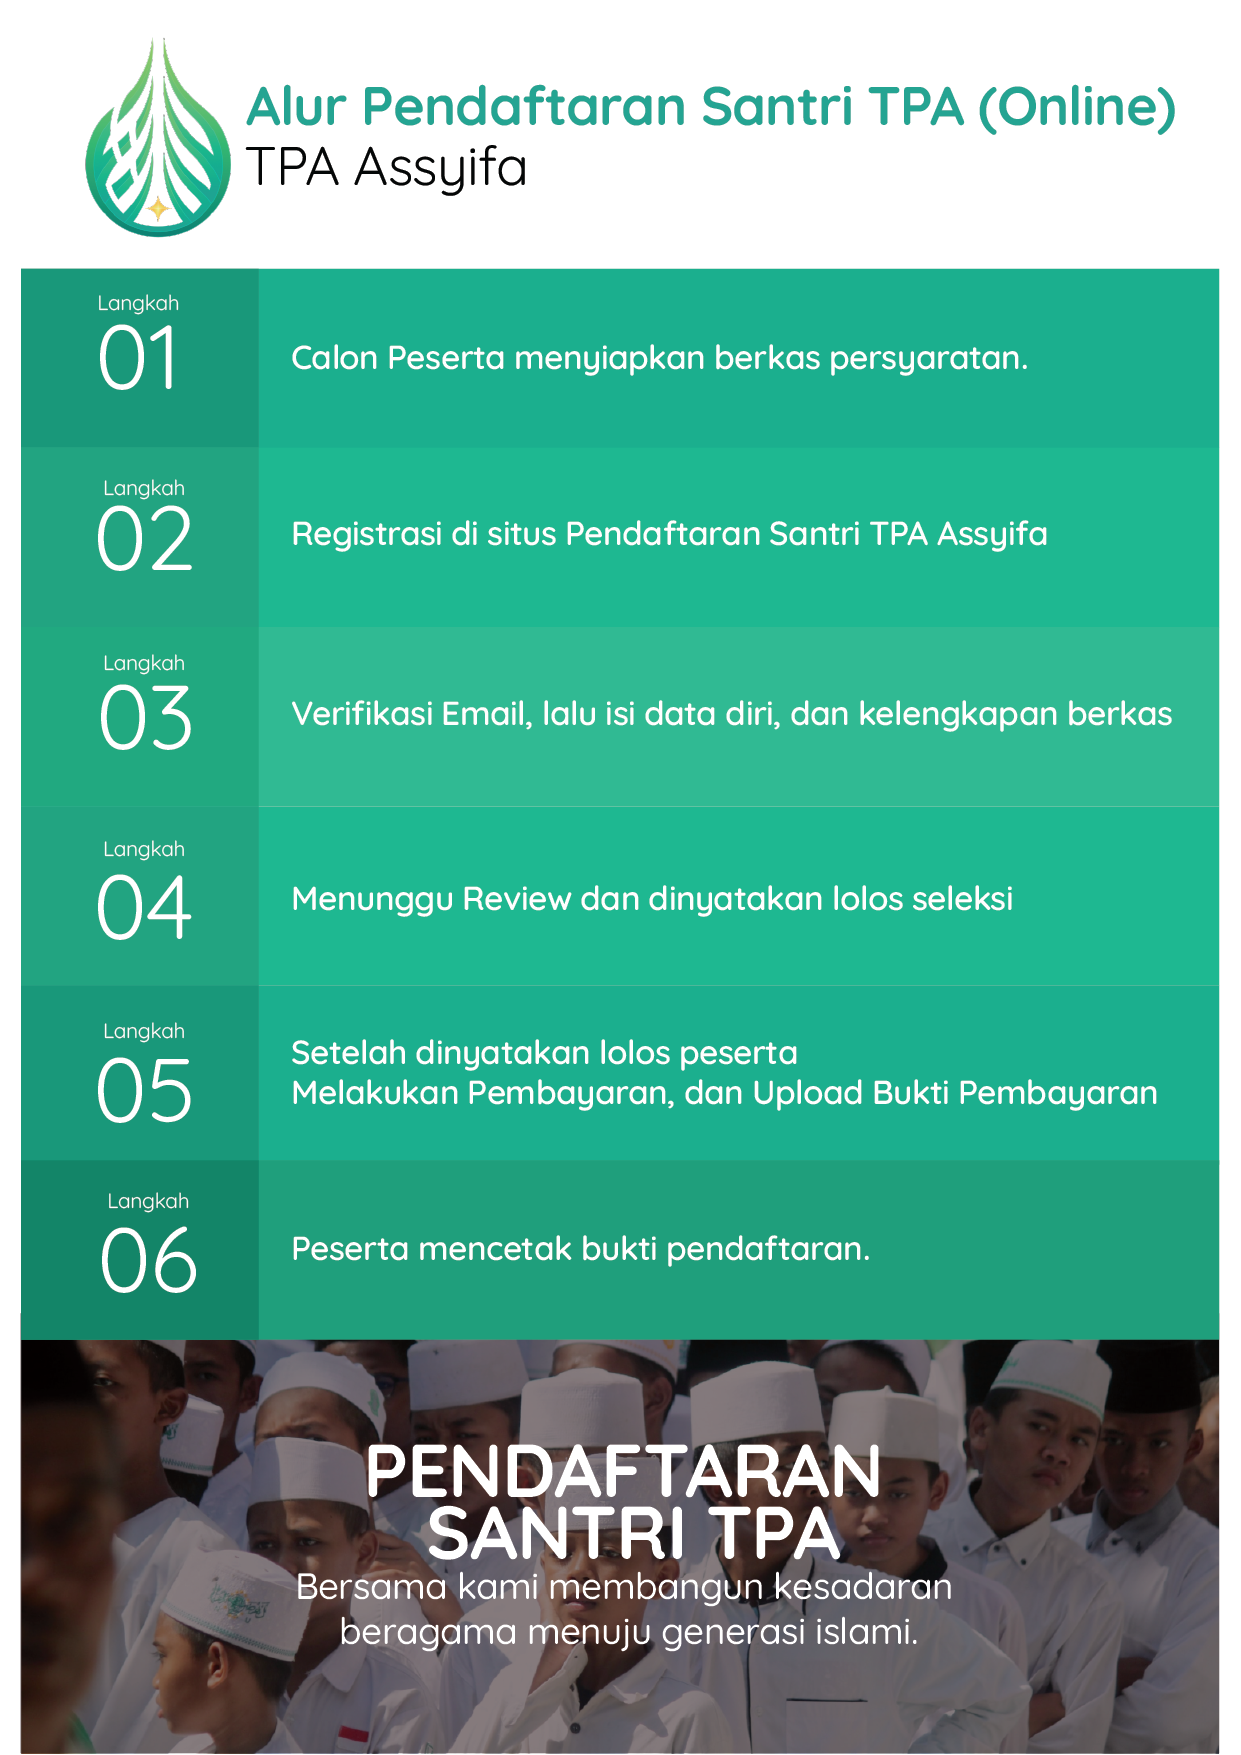 Alur Pendaftaran Santri TPA (Online)
TPA Assyifa
Langkah
01
Calon Peserta menyiapkan berkas persyaratan.
Langkah
02
Registrasi di situs Pendaftaran Santri TPA Assyifa
Langkah
03
Verifikasi Email, lalu isi data diri, dan kelengkapan berkas
Langkah
04
Menunggu Review dan dinyatakan lolos seleksi
Langkah
05
Setelah dinyatakan lolos peserta
Melakukan Pembayaran, dan Upload Bukti Pembayaran
Langkah
06
Peserta mencetak bukti pendaftaran.
PENDAFTARAN
SANTRI TPA
Bersama kami membangun kesadaran
beragama menuju generasi islami.